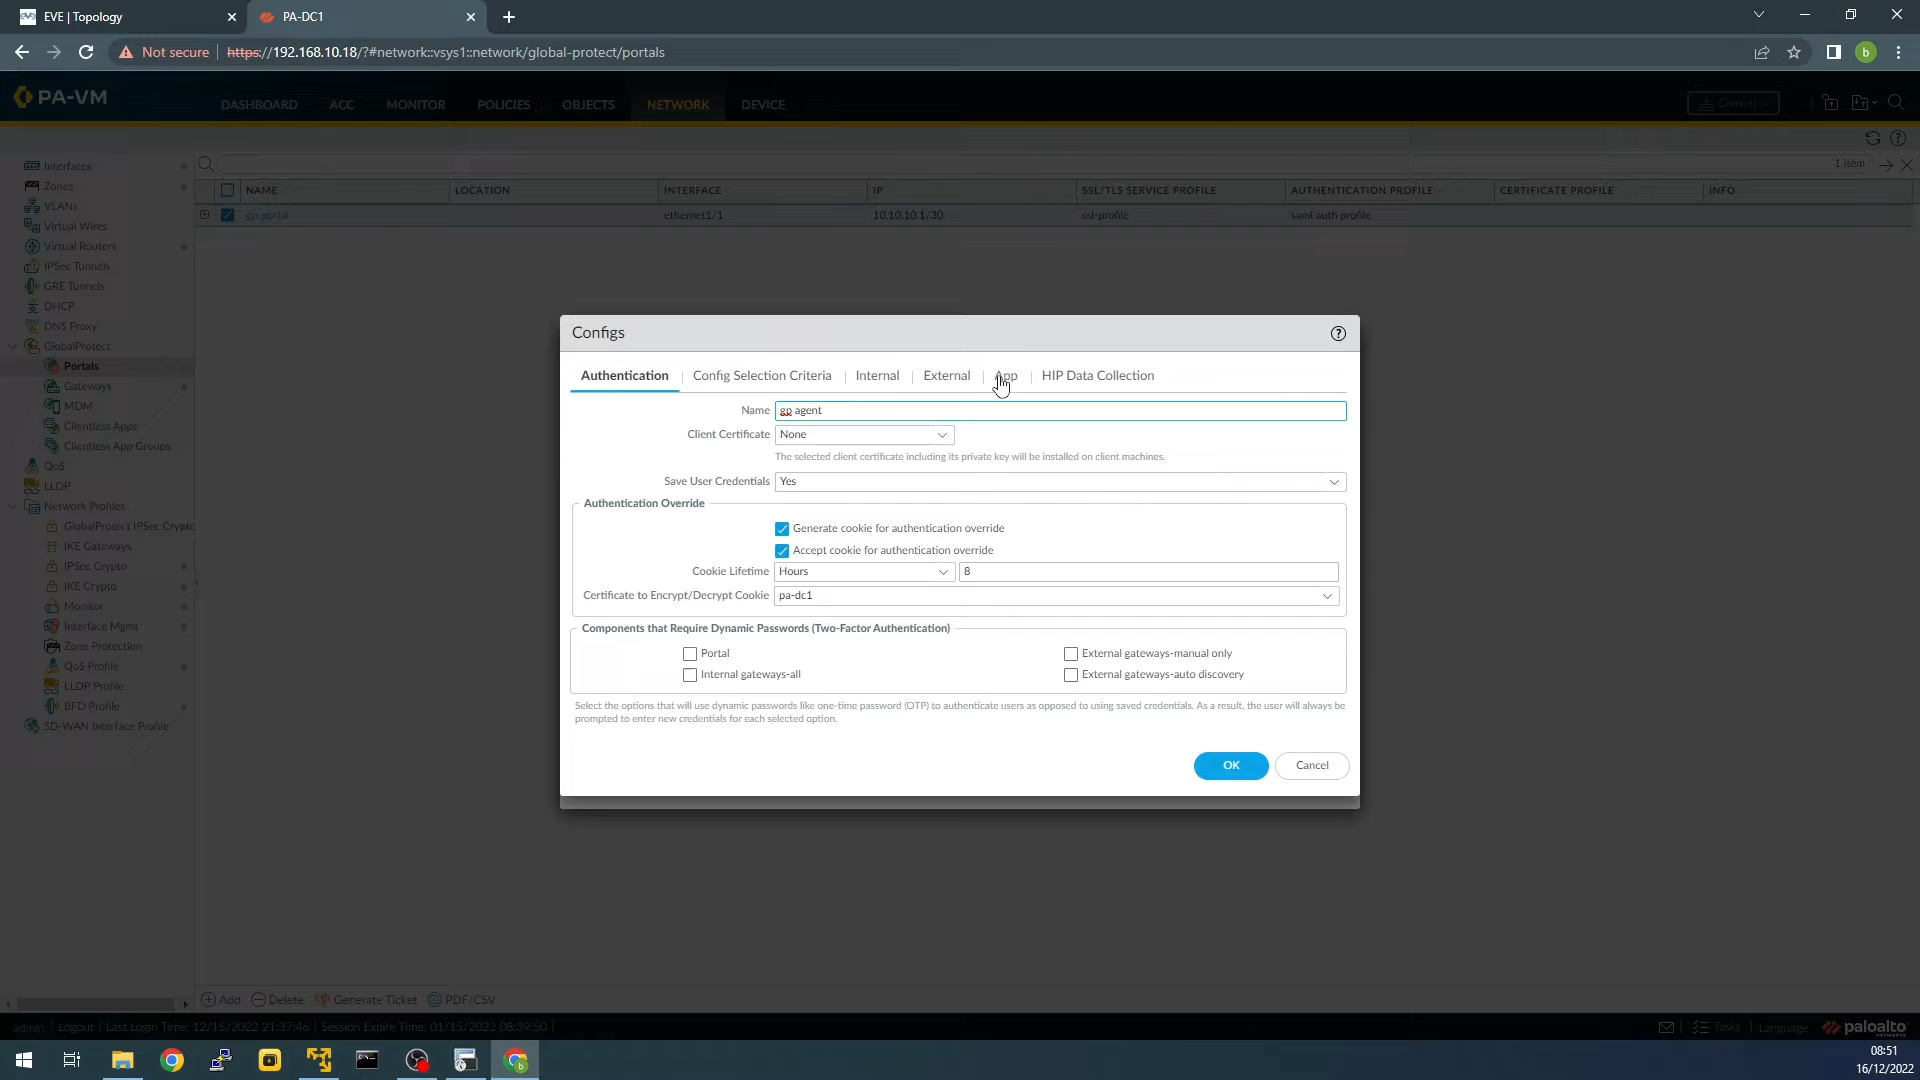 EVE | Topology
PA-DC1
Not secure
https://192.168.10.18/?#network::vsys1::network/global-protect/portals
b
PA-VM
DASHBOARD
ACC
MONITOR
POLICIES
OBJECTS
NETWORK
DEVICE
Commit
1 item
Interfaces
Zones
VLANs
Virtual Wires
Virtual Routers
IPSec Tunnels
GRE Tunnels
DHCP
DNS Proxy
GlobalProtect
Portals
Gateways
MDM
Clientless Apps
Clientless App Groups
QoS
LLDP
Network Profiles
GlobalProtect IPSec Crypto
IKE Gateways
IPSec Crypto
IKE Crypto
Monitor
Interface Mgmt
Zone Protection
QoS Profile
LLDP Profile
BFD Profile
SD-WAN Interface Profile
NAME LOCATION INTERFACE IP SSL/TLS SERVICE PROFILE AUTHENTICATION PROFILE CERTIFICATE PROFILE INFO
gp portal ethernet1/1 10.10.10.1/30 ssl-profile saml auth profile
Configs
Authentication Config Selection Criteria Internal External App HIP Data Collection
Name gp agent
Client Certificate None
The selected client certificate including its private key will be installed on client machines.
Save User Credentials Yes
Authentication Override
Generate cookie for authentication override
Accept cookie for authentication override
Cookie Lifetime Hours 8
Certificate to Encrypt/Decrypt Cookie pa-dc1
Components that Require Dynamic Passwords (Two-Factor Authentication)
Portal External gateways-manual only
Internal gateways-all External gateways-auto discovery
Select the options that will use dynamic passwords like one-time password (OTP) to authenticate users as opposed to using saved credentials. As a result, the user will always be
prompted to enter new credentials for each selected option.
OK Cancel
Add Delete Generate Ticket PDF/CSV
admin | Logout | Last Login Time: 12/15/2022 21:37:46 | Session Expire Time: 01/15/2022 08:39:50 |
Tasks | Language paloalto
NETWORKS
08:51
16/12/2022